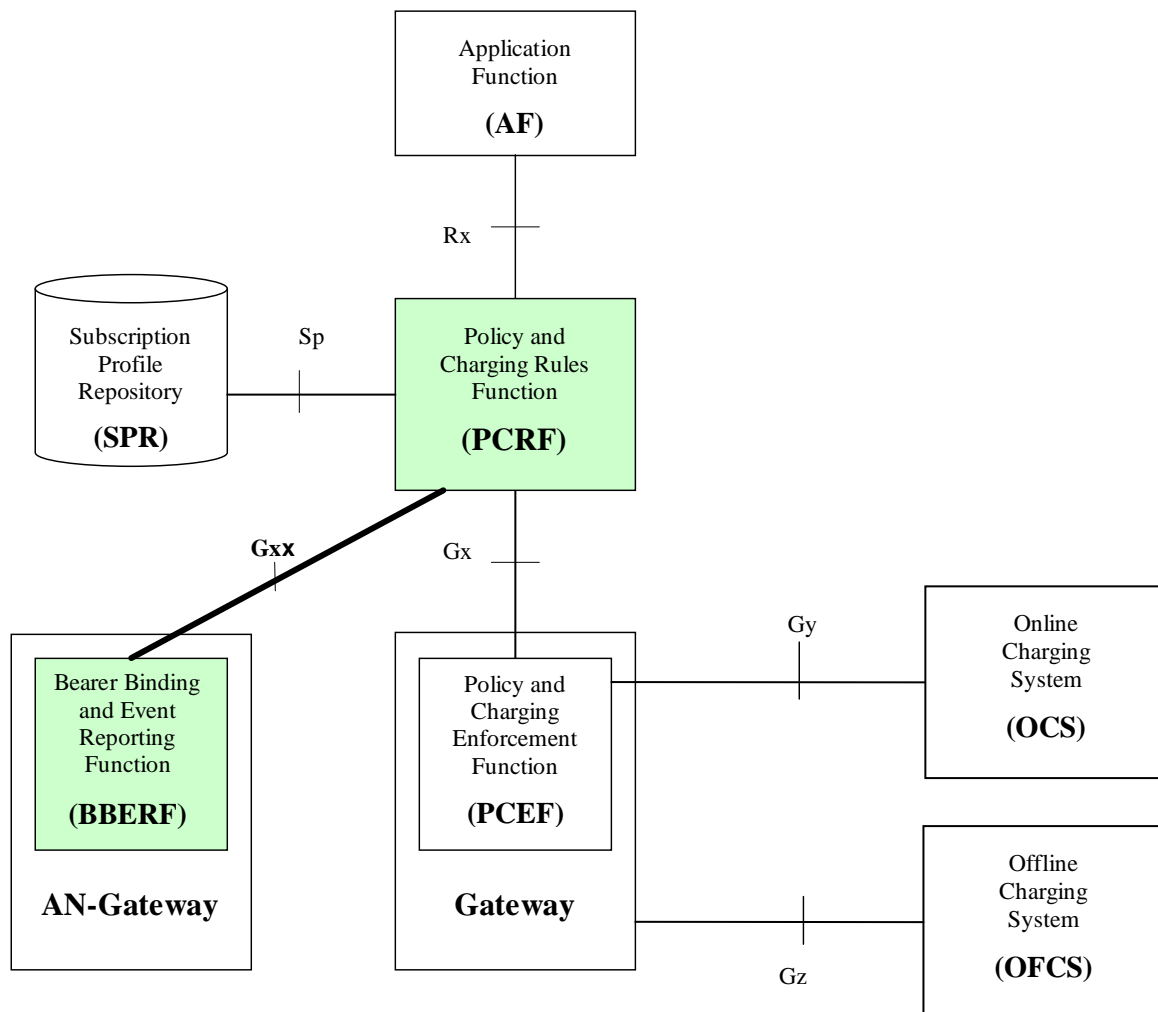 Application
Function
(AF)
Rx
Subscription
Profile
Repository
(SPR)
Sp
Policy and
Charging Rules
Function
(PCRF)
Gxx
Gx
Bearer Binding
and Event
Reporting
Function
(BBERF)
AN-Gateway
Policy and
Charging
Enforcement
Function
(PCEF)
Gateway
Gy
Online
Charging
System
(OCS)
Gz
Offline
Charging
System
(OFCS)